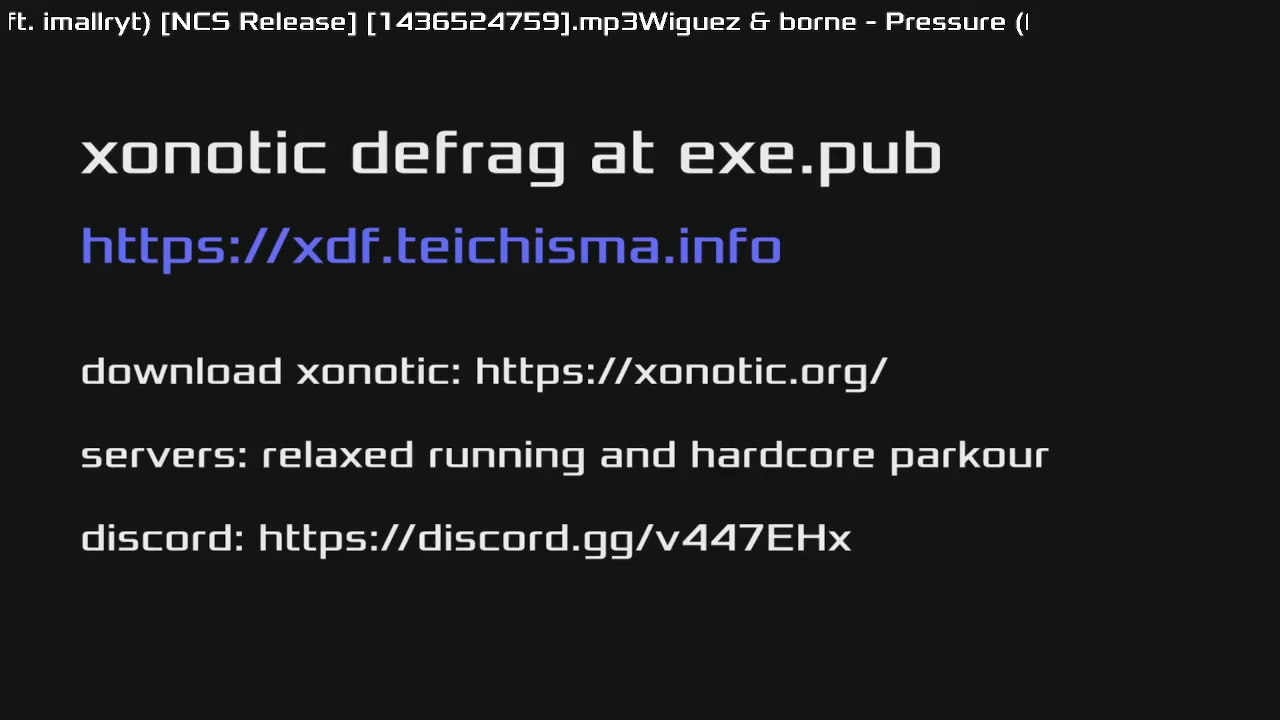 ft. imallryt) [NCS Release] [1436524759].mp3Wiguez & borne - Pressure (
xonotic defrag at exe.pub
https://xdf.teichisma.info
download xonotic: https://xonotic.org/
servers: relaxed running and hardcore parkour
discord: https://discord.gg/v447EHx